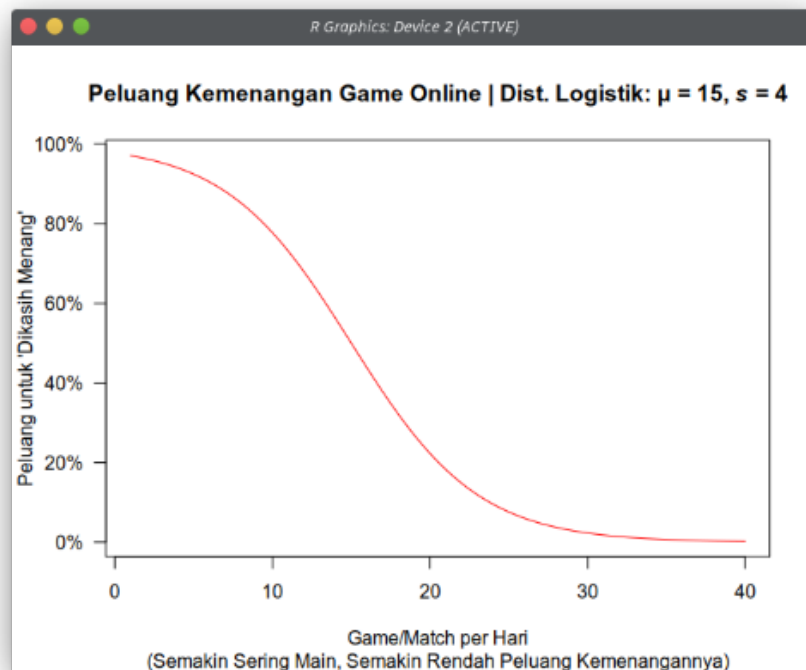 R Graphics: Device 2 (ACTIVE)
Peluang Kemenangan Game Online | Dist. Logistik: μ = 15, s = 4
Peluang untuk 'Dikasih Menang'
100%
80%
60%
40%
20%
0%
0 10 20 30 40
Game/Match per Hari
(Semakin Sering Main, Semakin Rendah Peluang Kemenangannya)